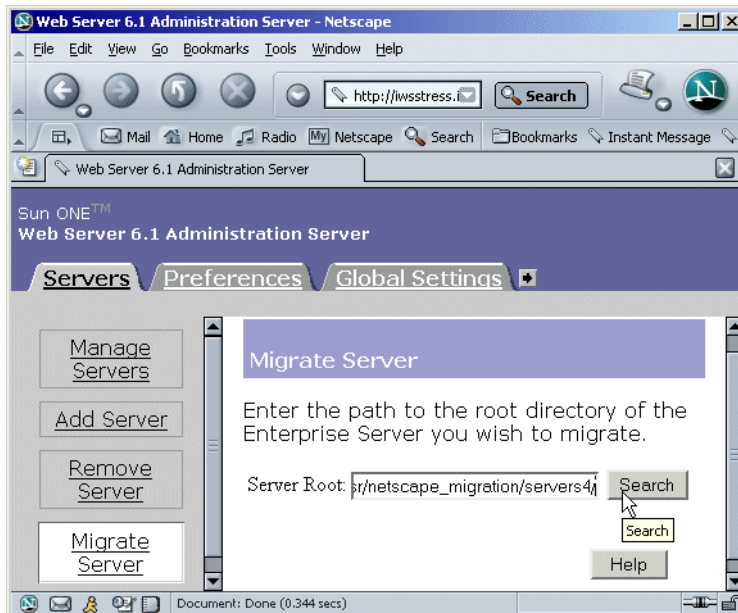 Web Server 6.1 Administration Server - Netscape
File Edit View Go Bookmarks Tools Window Help
http://iwsstress.i
Search
N
Mail Home Radio My Netscape Search Bookmarks Instant Message
Web Server 6.1 Administration Server
Sun ONE™
Web Server 6.1 Administration Server
Servers Preferences Global Settings
Manage
Servers
Add Server
Remove
Server
Migrate
Server
Migrate Server
Enter the path to the root directory of the
Enterprise Server you wish to migrate.
Server Root: sr/netscape_migration/servers4/ Search
Search
Help
Document: Done (0.344 secs)